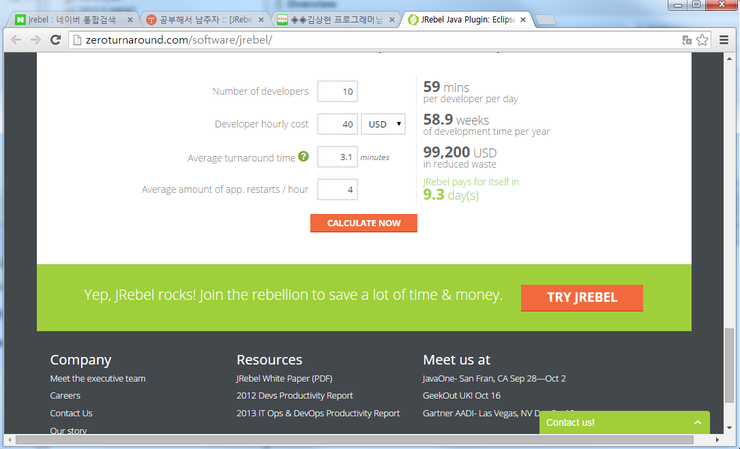 jrebel : 네이버 통합검색
공부해서 남주자 :: [JRebe
◈◈김상현 프로그래머님
JRebel Java Plugin: Eclipse
zeroturnaround.com/software/jrebel/
Number of developers 10
59 mins
per developer per day
Developer hourly cost 40 USD
58.9 weeks
of development time per year
Average turnaround time ? 3.1 minutes
99,200 USD
in reduced waste
Average amount of app. restarts / hour 4
JRebel pays for itself in
9.3 day(s)
CALCULATE NOW
Yep, JRebel rocks! Join the rebellion to save a lot of time & money.
TRY JREBEL
Company
Meet the executive team
Careers
Contact Us
Our story
Resources
JRebel White Paper (PDF)
2012 Devs Productivity Report
2013 IT Ops & DevOps Productivity Report
Meet us at
JavaOne- San Fran, CA Sep 28—Oct 2
GeekOut UK! Oct 16
Gartner AADI- Las Vegas, NV
Contact us!